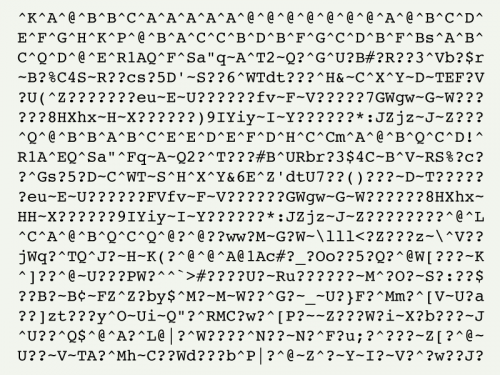 ^K^A^@^B^B^C^A^A^A^A^A^@^@^@^@^@^@^A^@^B^C^D^
E^F^G^H^K^P^@^B^A^C^C^B^D^B^F^G^C^D^B^F^Bs^A^B^
C^Q^D^@^E^R1AQ^F^Sa"q~A^T2~Q?^G^U?B#?R??3^Vb?$r
~B?%C4S~R??cs?5D'~S??6^WTdt???^H&~C^X^Y~D~TEF?V
?U(^Z???????eu~E~U??????fv~F~V?????7GWgw~G~W???
???8HXhx~H~X??????)9IYiy~I~Y??????*:JZjz~J~Z???
^Q^@^B^B^A^B^C^E^E^D^E^F^D^H^C^Cm^A^@^B^Q^C^D!^
R1A^EQ^Sa"^Fq~A~Q2?^T???#B^URbr?3$4C~B^V~RS%?c?
?^Gs?5?D~C^WT~S^H^X^Y&6E^Z'dtU7??()???~D~T?????
?eu~E~U??????FVfv~F~V??????GWgw~G~W??????8HXhx~
HH~X??????9IYiy~I~Y??????*:JZjz~J~Z????????^@^L
^C^A^@^B^Q^C^Q^@?^@??ww?M~G?W~\lll<?Z???z~\^V??
jWq?^TQ^J?~H~K(?^@^@^A@1Ac#?_?Oo??5?Q?^@W[???~K
^]???^@~U???PW?^^`>#????U?~Ru??????~M^?O?~S?:??$
??B?~B¢~FZ^Z?by$^M?~M~W??^G?~_~U?}F?^Mm?^[V~U?a
??]zt???y^O~Ui~Q"?^RMC?w?^[P?~~Z???W?i~X?b???~J
^U??^Q$^@^A?^L@|?^W????^N??~N?^F?u;?^???~Z[?^@~
U??~V~TA?^Mh~C??Wd???b^P|?^@~Z^?~Y~I?~V?^?w??J?